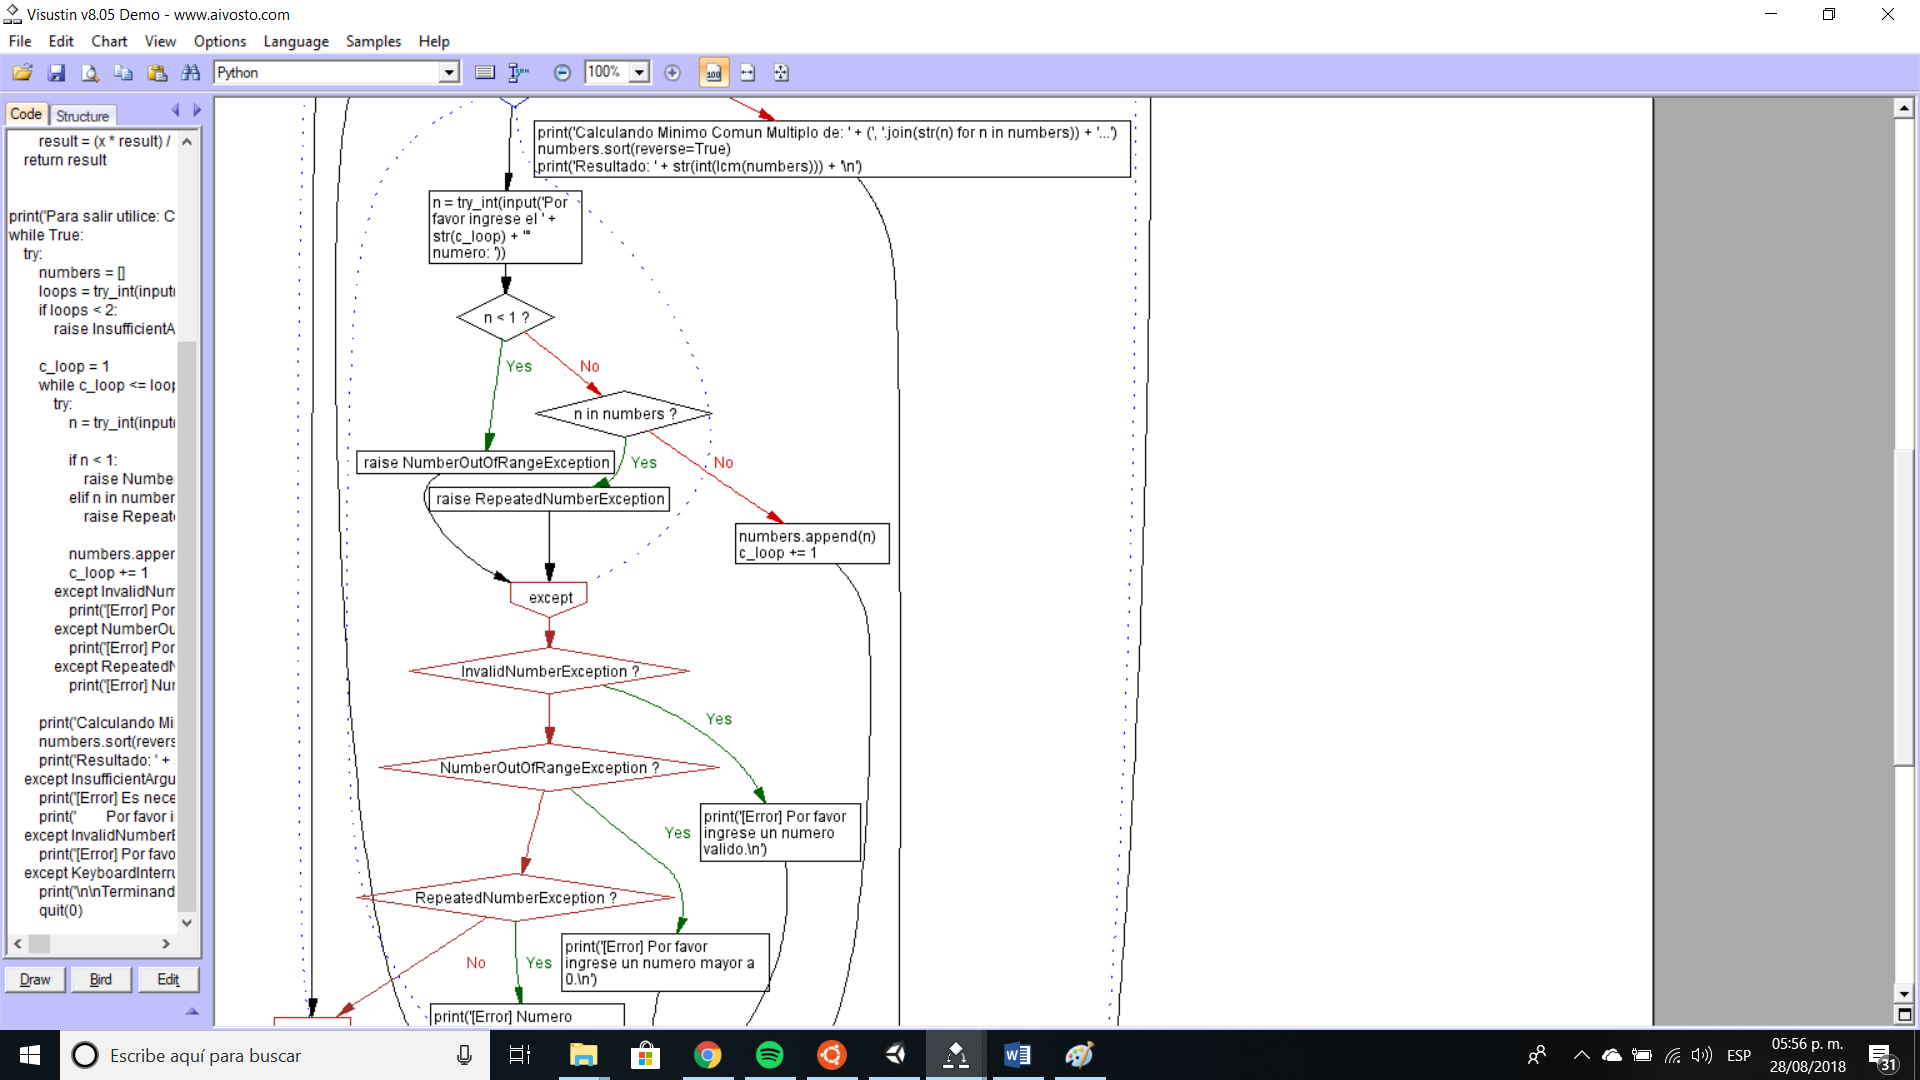 Visustin v8.05 Demo - www.aivosto.com
File Edit Chart View Options Language Samples Help
Python
100%
100
Code Structure
result = (x * result) /
return result
print('Para salir utilice: C
while True:
try:
numbers = []
loops = try_int(input(
if loops < 2:
raise InsufficientA
c_loop = 1
while c_loop <= loop
try:
n = try_int(input(
if n < 1:
raise Number
elif n in number
raise Repeate
numbers.apper
c_loop += 1
except InvalidNum
print('[Error] Por
except NumberOu
print('[Error] Por
except RepeatedN
print('[Error] Nur
print('Calculando Mi
numbers.sort(revers
print('Resultado: ' +
except InsufficientArgu
print('[Error] Es nece
print(' Por favor i
except InvalidNumberE
print('[Error] Por favo
except KeyboardInterru
print('\n\nTerminand
quit(0)
Draw Bird Edit
print('Calculando Minimo Comun Multiplo de: ' + (', '.join(str(n) for n in numbers)) + '...')
numbers.sort(reverse=True)
print('Resultado: ' + str(int(lcm(numbers))) + '\n')
n = try_int(input('Por
favor ingrese el ' +
str(c_loop) + '°
numero: '))
n < 1 ?
Yes
No
n in numbers ?
raise NumberOutOfRangeException
Yes
No
raise RepeatedNumberException
numbers.append(n)
c_loop += 1
except
InvalidNumberException ?
Yes
NumberOutOfRangeException ?
print('[Error] Por favor
ingrese un numero
valido.\n')
Yes
RepeatedNumberException ?
print('[Error] Por favor
ingrese un numero mayor a
0.\n')
No
Yes
print('[Error] Numero
Escribe aquí para buscar
ESP
05:56 p. m.
28/08/2018
31